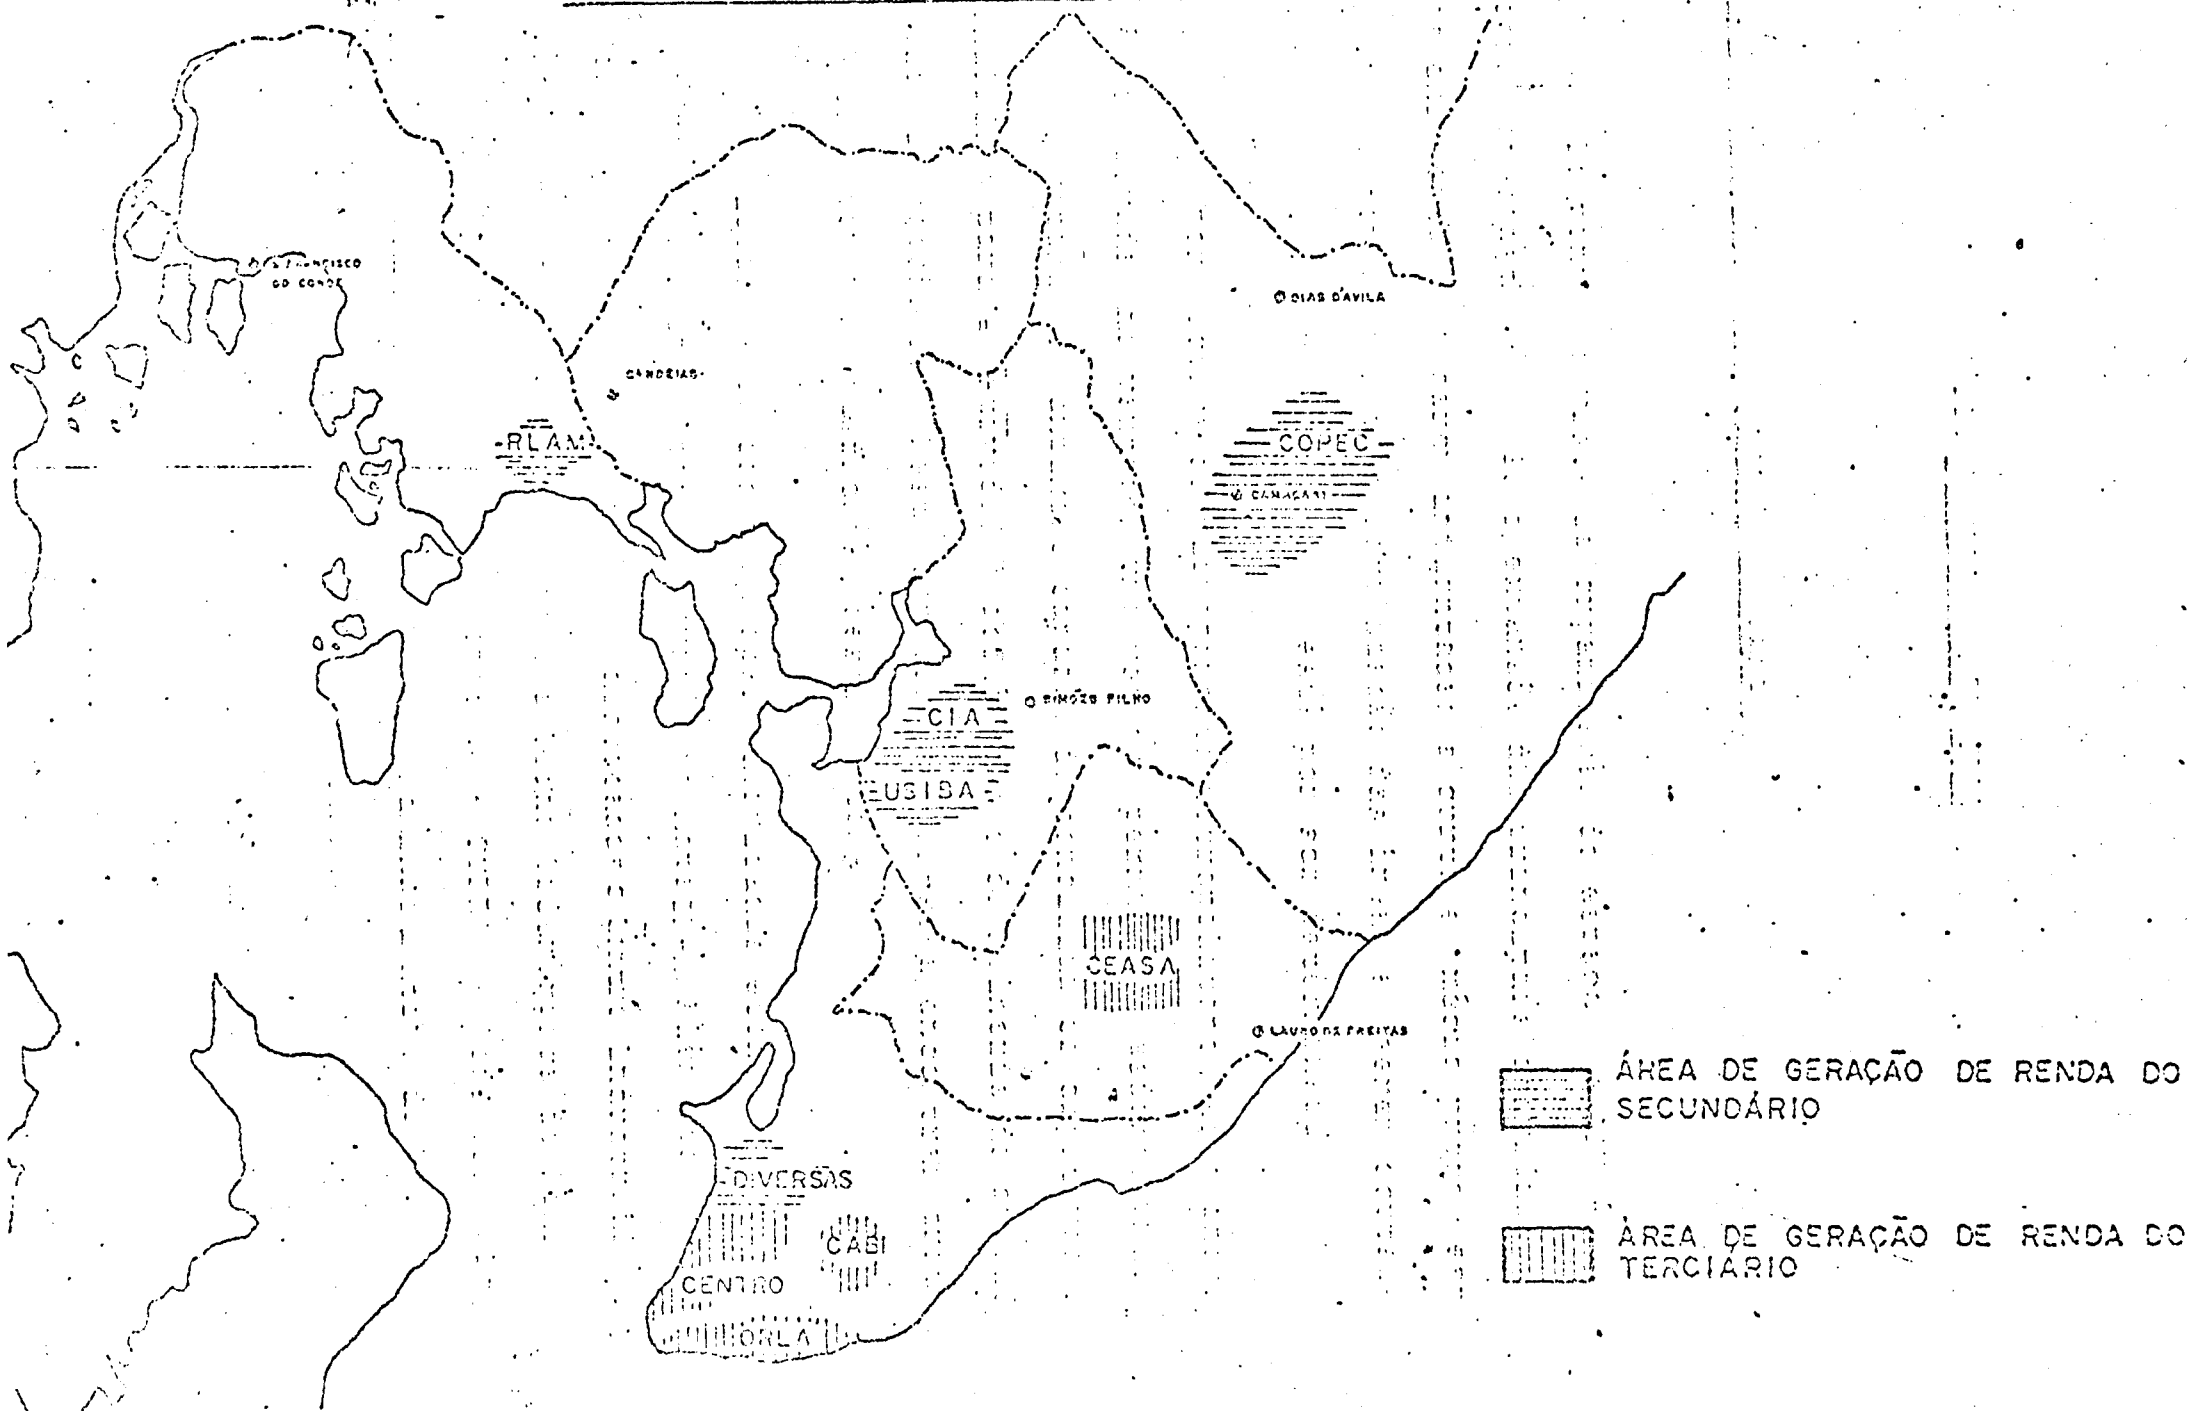 S. FRANCISCO
DO CONDE
DIAS D'AVILA
CANDEIAS
RLAM
COPEC
CAMAÇARI
SIMÕES FILHO
CIA
USIBA
CEASA
LAURO DE FREITAS
ÁREA DE GERAÇÃO DE RENDA DO
SECUNDÁRIO
DIVERSAS
CAB
CENTRO
ORLA
ÁREA DE GERAÇÃO DE RENDA DO
TERCIÁRIO